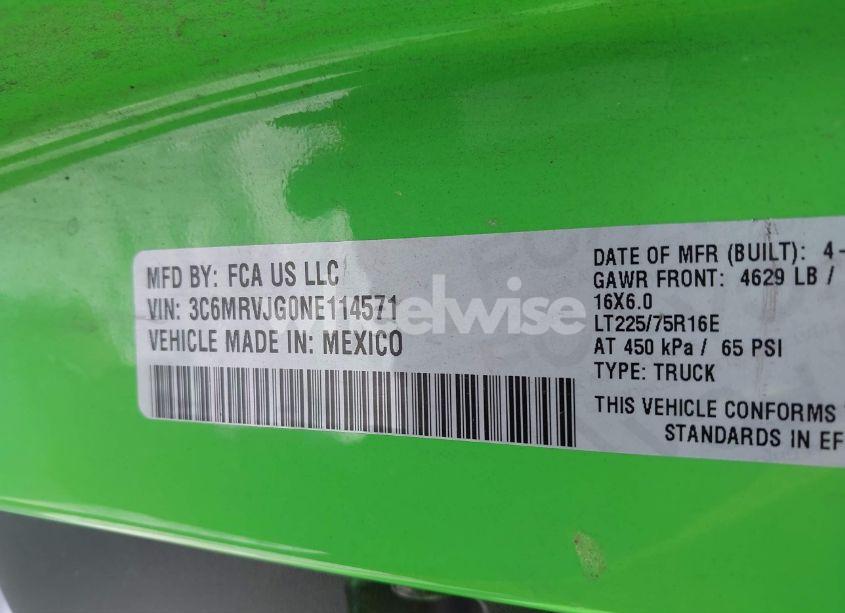 MFD BY: FCA US LLC
VIN: 3C6MRVJG0NE114571
VEHICLE MADE IN: MEXICO
DATE OF MFR (BUILT): 4-
GAWR FRONT: 4629 LB /
16X6.0
LT225/75R16E
AT 450 kPa / 65 PSI
TYPE: TRUCK
THIS VEHICLE CONFORMS
STANDARDS IN EF